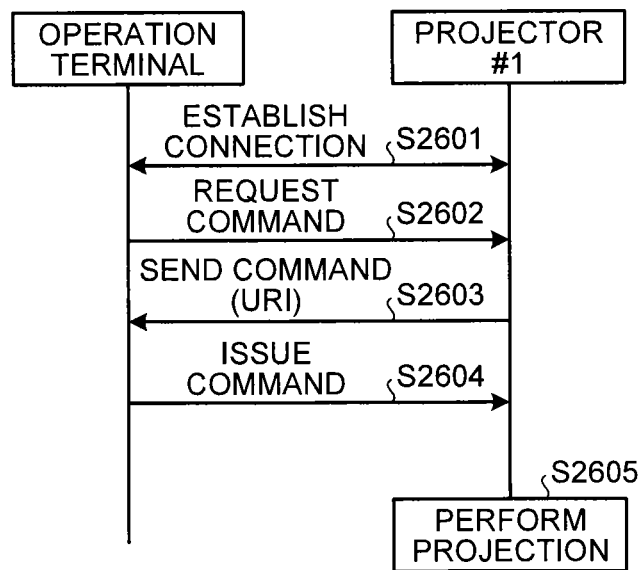 OPERATION
TERMINAL
PROJECTOR
#1
ESTABLISH
CONNECTION
S2601
REQUEST
COMMAND
S2602
SEND COMMAND
(URI)
S2603
ISSUE
COMMAND
S2604
S2605
PERFORM
PROJECTION